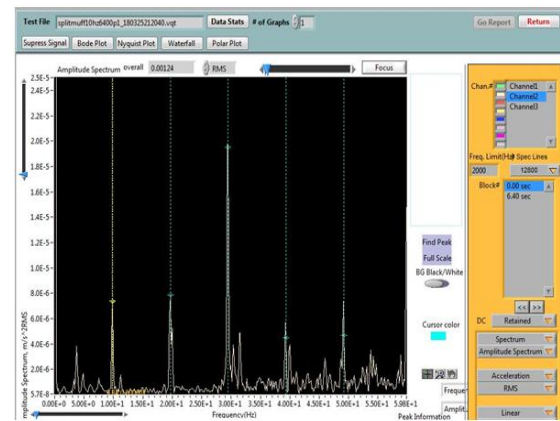 Test File splitmuff10hz6400p1_180325212040.vqt Data Stats # of Graphs 1 Go Report Return
Supress Signal Bode Plot Nyquist Plot Waterfall Polar Plot
Amplitude Spectrum overall 0.00124 RMS Focus
2.5E-5
2.4E-5
2.2E-5
2.0E-5
1.8E-5
1.6E-5
1.4E-5
1.2E-5
1.0E-5
8.0E-6
6.0E-6
4.0E-6
2.0E-6
5.7E-8
mplitude Spectrum, m/s^2RMS
0.00E+0 5.00E+0 1.00E+1 1.50E+1 2.00E+1 2.50E+1 3.00E+1 3.50E+1 4.00E+1 4.50E+1 5.00E+1 5.81E+1
Frequency(Hz)
Find Peak
Full Scale
BG Black/White
Cursor color
Peak Information
Freque
Amplit.
Chan.#
Channel1
Channel2
Channel3
Freq. Limit(Hz)
# Spec Lines
2000 12800
Block# 0.00 sec
6.40 sec
<< >>
DC Retained
Spectrum
Amplitude Spectrum
Acceleration
RMS
Linear